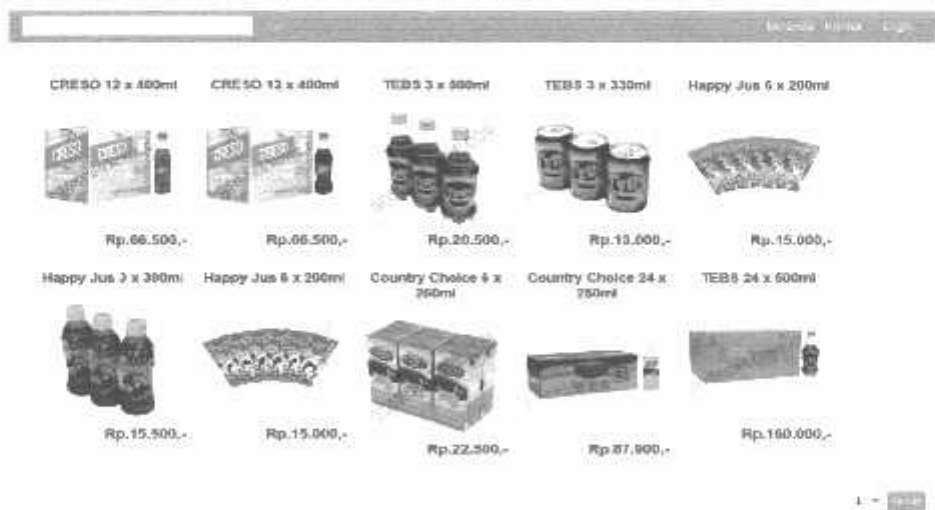 Login
CRESO 12 x 400ml
CRESO 12 x 400ml
TEBS 3 x 500ml
TEBS 3 x 330ml
Happy Jus 6 x 200ml
CRESO
CRESO
Rp.66.500,-
Rp.66.500,-
Rp.20.500,-
Rp.13.000,-
Rp.15.000,-
Happy Jus 3 x 300ml
Happy Jus 6 x 200ml
Country Choice 6 x
250ml
Country Choice 24 x
250ml
TEBS 24 x 500ml
Rp.15.500,-
Rp.15.000,-
Rp.22.500,-
Rp.87.900,-
Rp.160.000,-
1